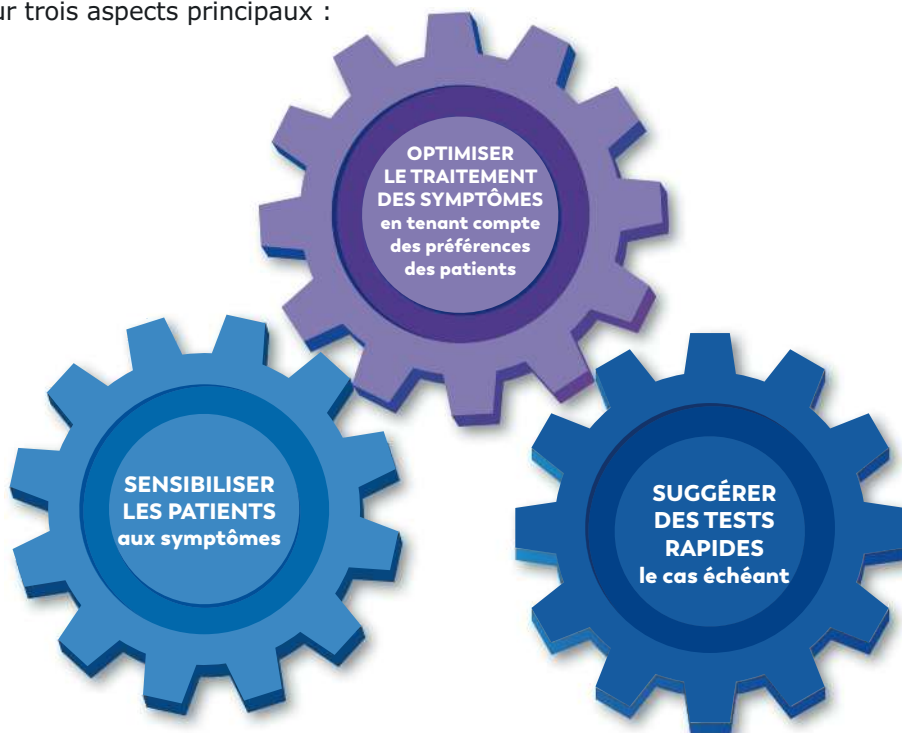 ur trois aspects principaux :
OPTIMISER
LE TRAITEMENT
DES SYMPTÔMES
en tenant compte
des préférences
des patients
SENSIBILISER
LES PATIENTS
aux symptômes
SUGGÉRER
DES TESTS
RAPIDES
le cas échéant